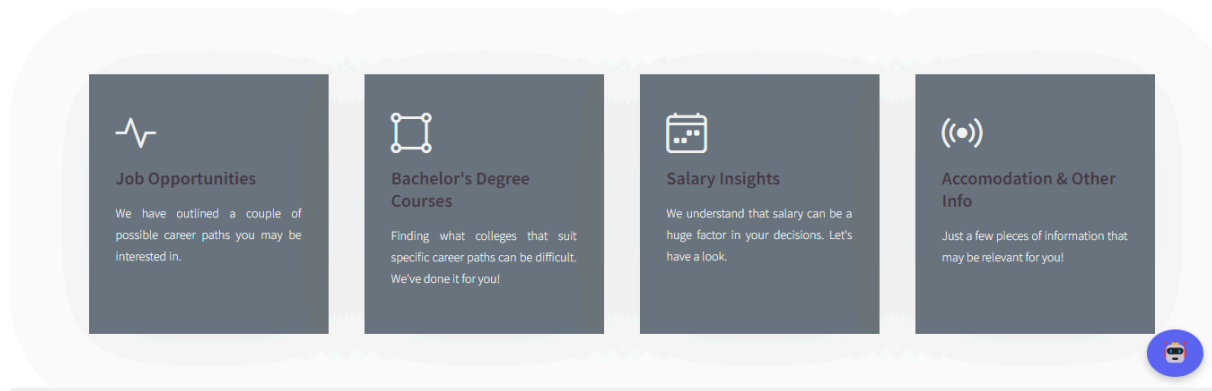 Job Opportunities
We have outlined a couple of
possible career paths you may be
interested in.
Bachelor's Degree
Courses
Finding what colleges that suit
specific career paths can be difficult.
We've done it for you!
Salary Insights
We understand that salary can be a
huge factor in your decisions. Let's
have a look.
Accomodation & Other
Info
Just a few pieces of information that
may be relevant for you!